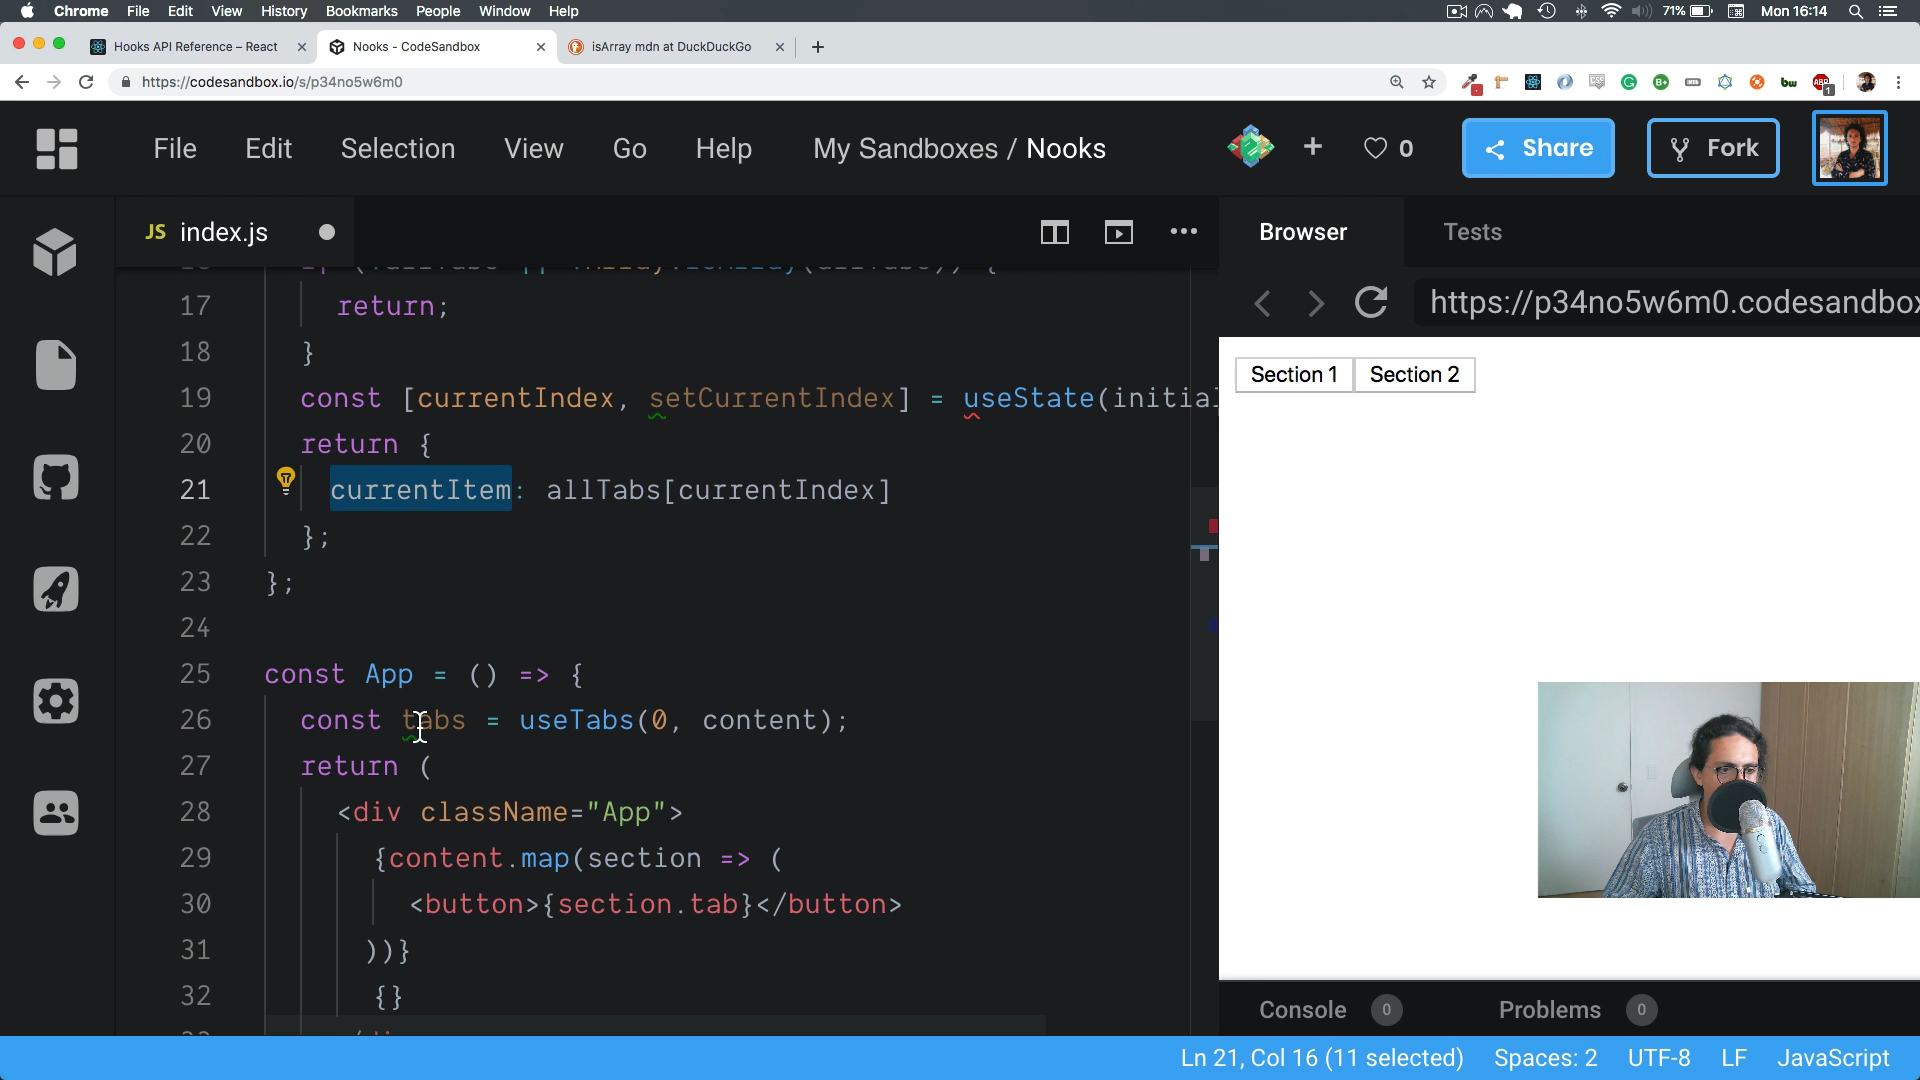 Chrome File Edit View History Bookmarks People Window Help 71% Mon 16:14
Hooks API Reference – React Nooks - CodeSandbox isArray mdn at DuckDuckGo
https://codesandbox.io/s/p34no5w6m0
File Edit Selection View Go Help My Sandboxes / Nooks 0 Share Fork
JS index.js Browser Tests
https://p34no5w6m0.codesandbox
17 return;
18 }
19 const [currentIndex, setCurrentIndex] = useState(initial
20 return {
21 currentItem: allTabs[currentIndex]
22 };
23 };
24
25 const App = () => {
26 const tabs = useTabs(0, content);
27 return (
28 <div className="App">
29 {content.map(section => (
30 <button>{section.tab}</button>
31 ))}
32 {}
Section 1 Section 2
Console 0 Problems 0
Ln 21, Col 16 (11 selected) Spaces: 2 UTF-8 LF JavaScript